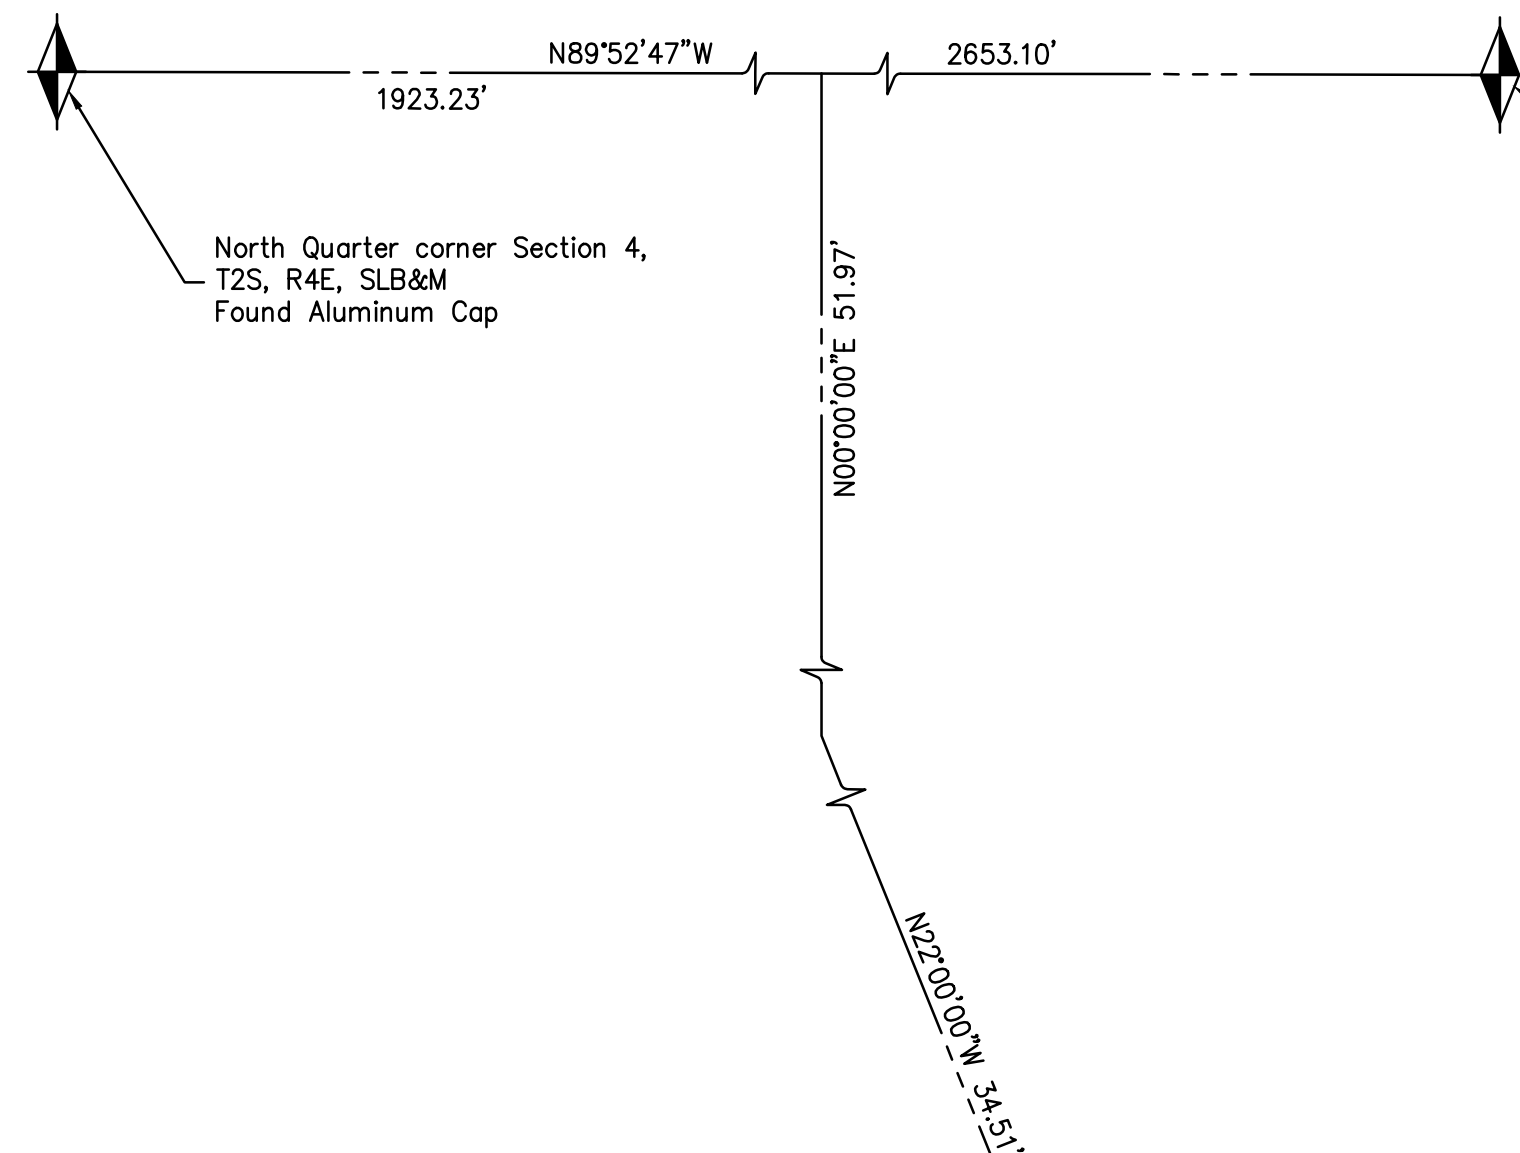 N89°52'47"W
2653.10'
1923.23'
North Quarter corner Section 4,
T2S, R4E, SLB&M
Found Aluminum Cap
N00°00'00"E 51.97'
N22°00'00"W 34.51'